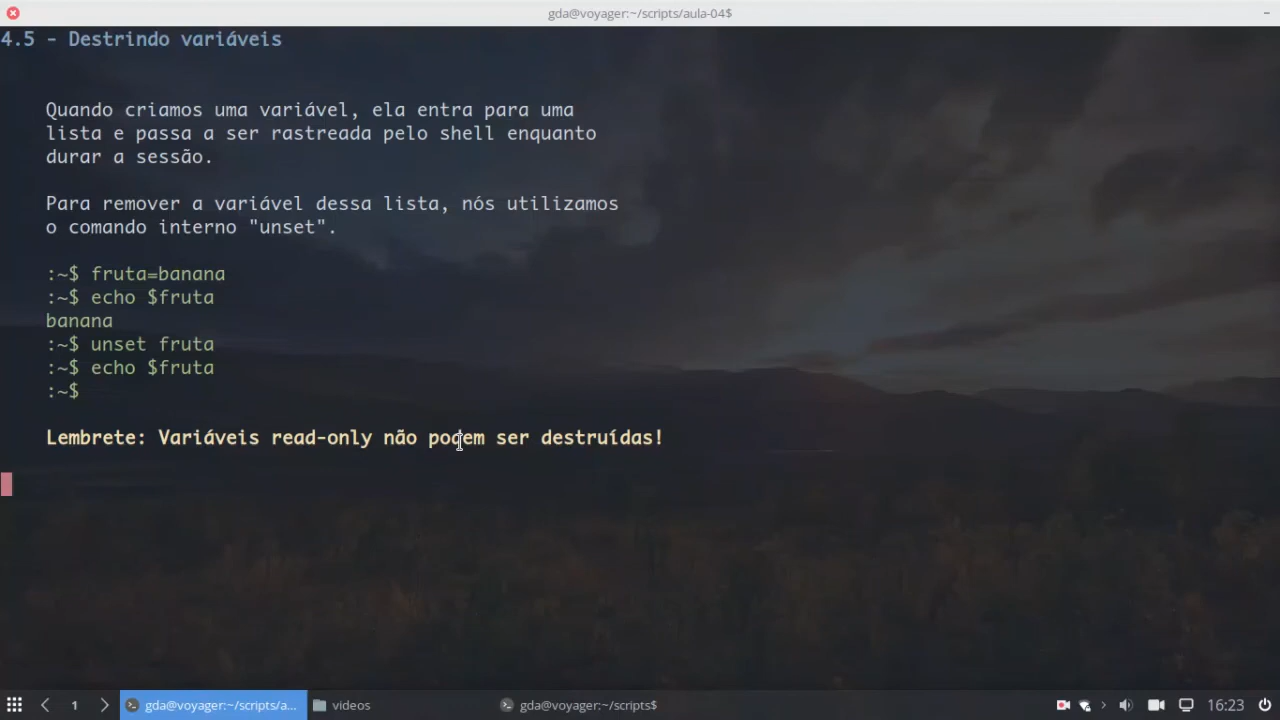 gda@voyager:~/scripts/aula-04$
4.5 - Destrindo variáveis
Quando criamos uma variável, ela entra para uma
lista e passa a ser rastreada pelo shell enquanto
durar a sessão.
Para remover a variável dessa lista, nós utilizamos
o comando interno "unset".
:~$ fruta=banana
:~$ echo $fruta
banana
:~$ unset fruta
:~$ echo $fruta
:~$
Lembrete: Variáveis read-only não podem ser destruídas!
1 gda@voyager:~/scripts/a... videos gda@voyager:~/scripts$ 16:23